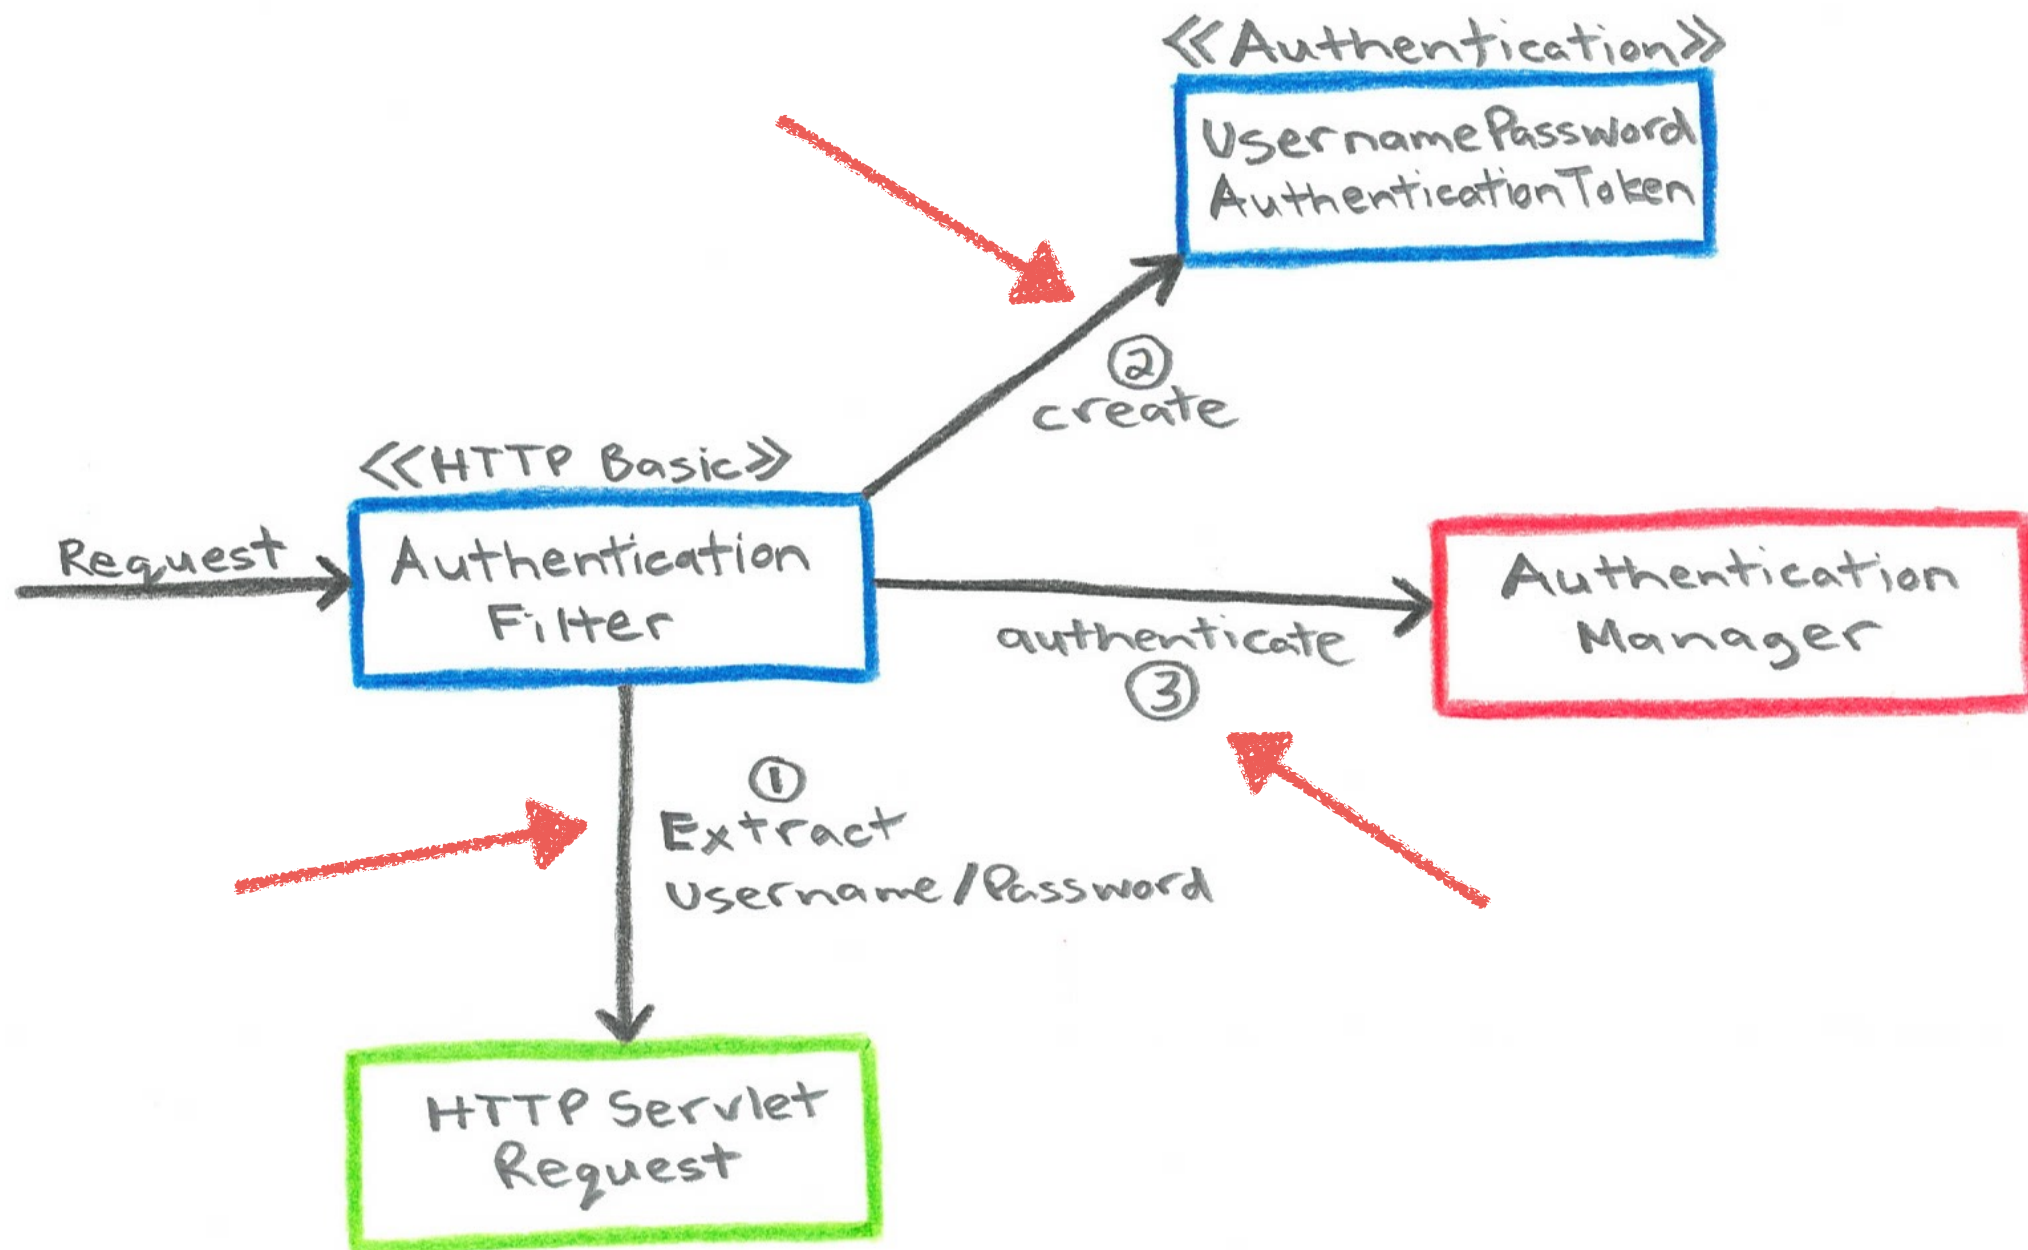 <<Authentication>>
UsernamePassword
AuthenticationToken
②
create
<<HTTP Basic>>
Request
Authentication
Filter
authenticate
③
Authentication
Manager
①
Extract
Username/Password
HTTP Servlet
Request